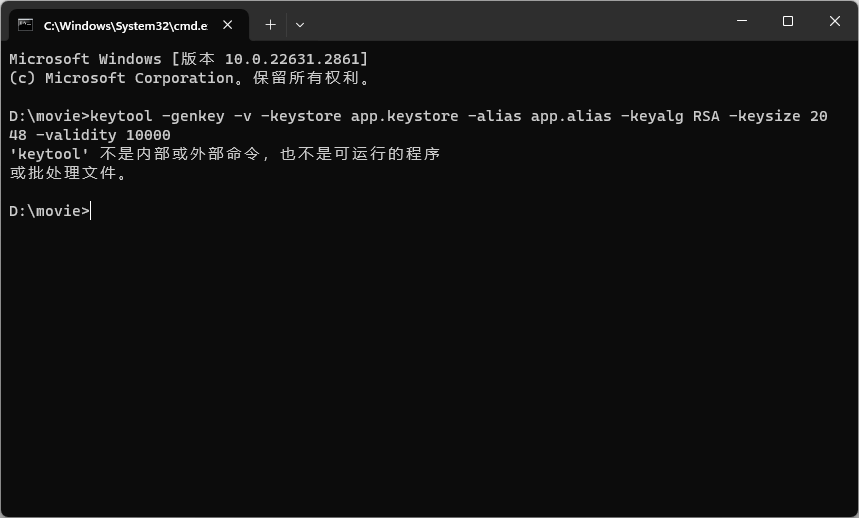 C:\Windows\System32\cmd.e
Microsoft Windows [版本 10.0.22631.2861]
(c) Microsoft Corporation。保留所有权利。
D:\movie>keytool -genkey -v -keystore app.keystore -alias app.alias -keyalg RSA -keysize 20
48 -validity 10000
'keytool' 不是内部或外部命令，也不是可运行的程序
或批处理文件。
D:\movie>